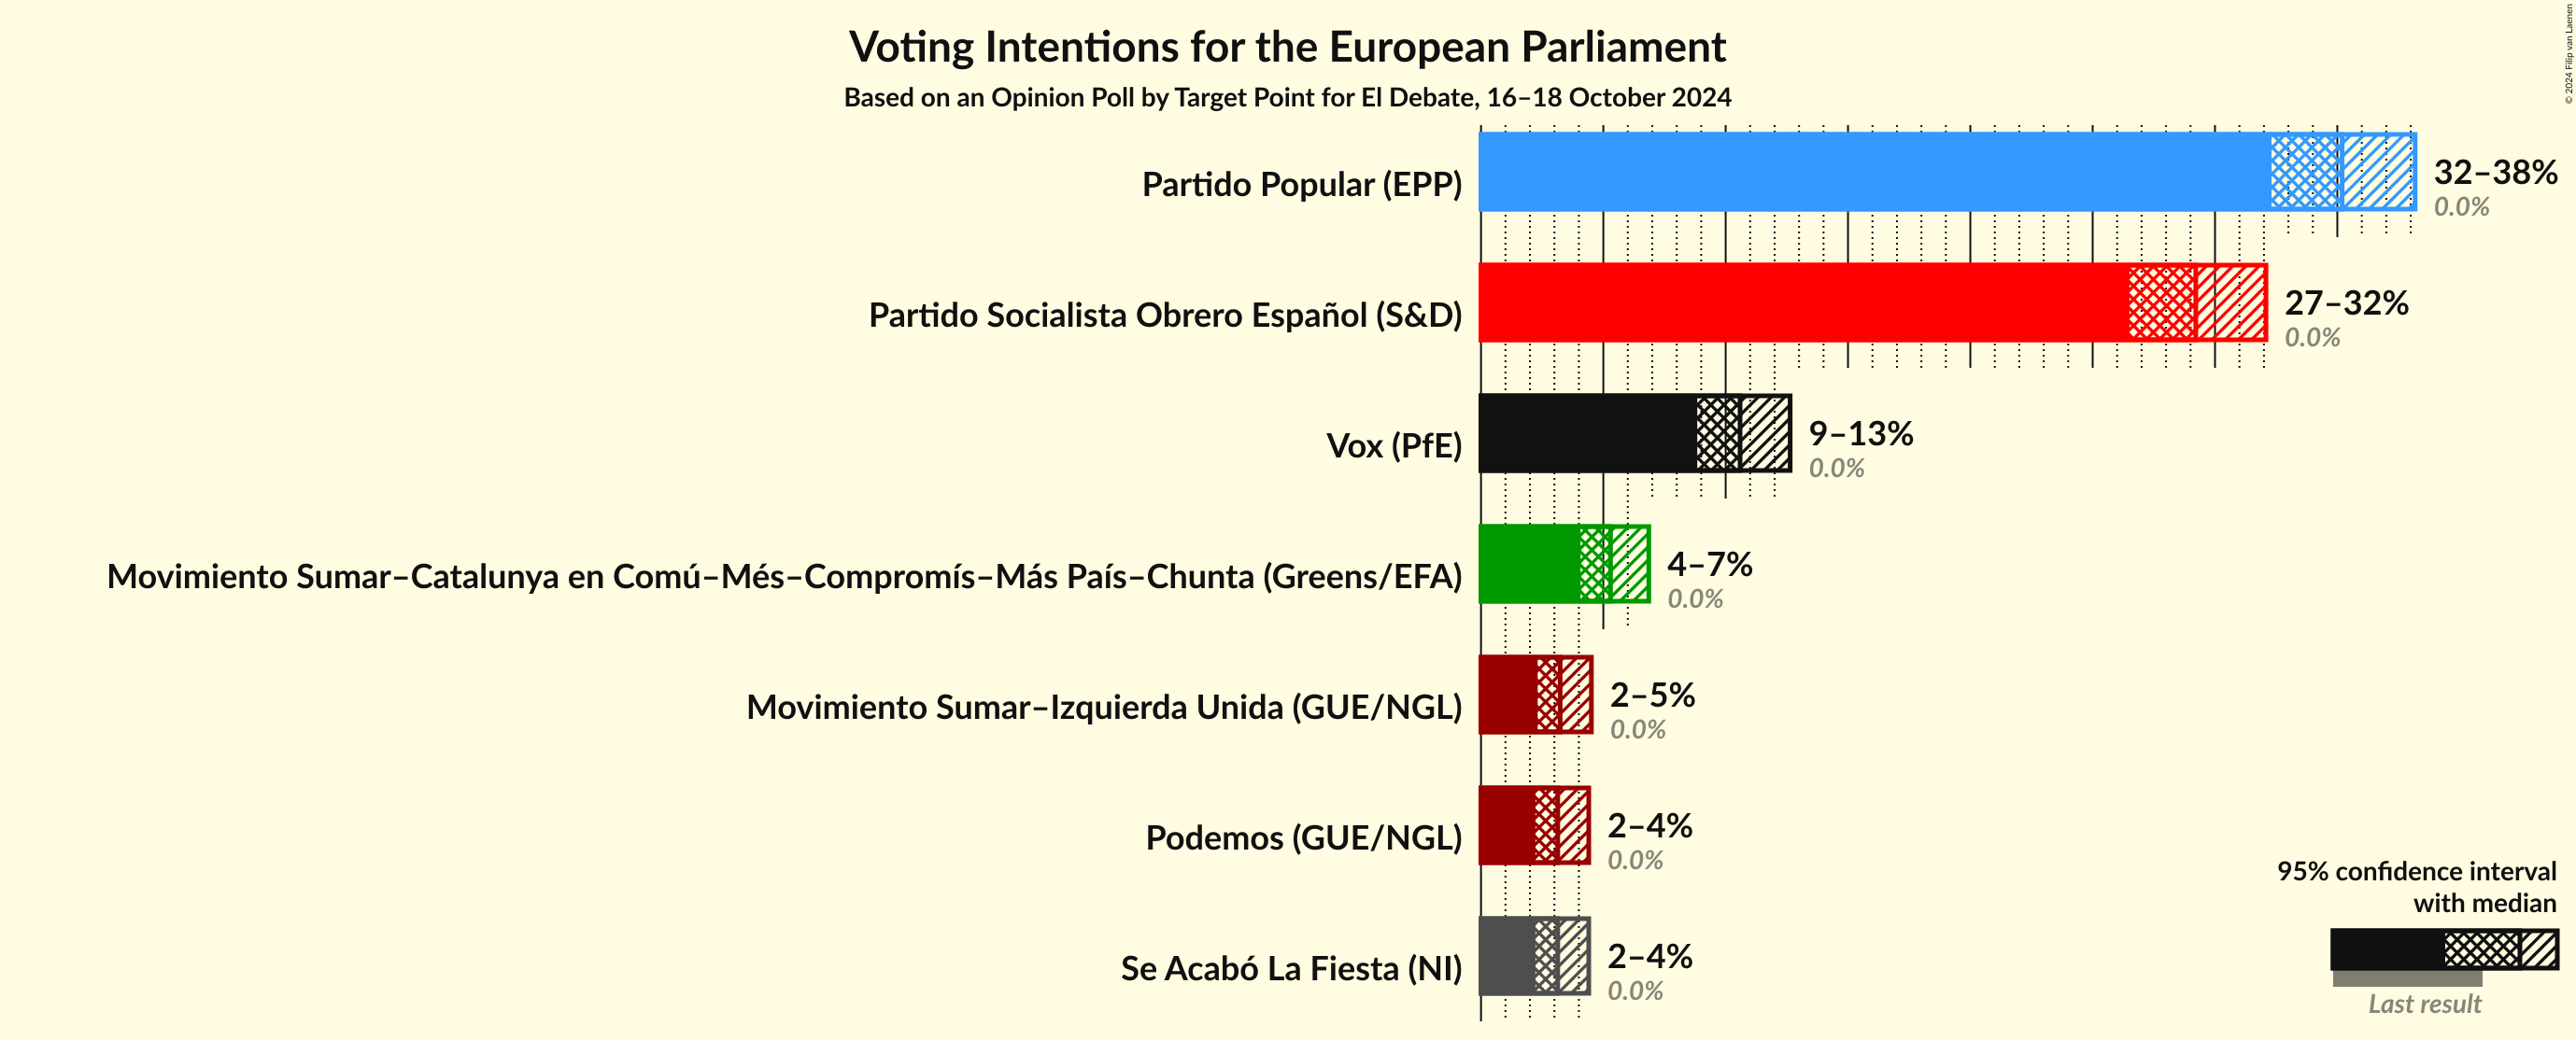 Voting Intentions for the European Parliament
Based on an Opinion Poll by Target Point for El Debate, 16–18 October 2024
© 2024 Filip van Laenen
Partido Popular (EPP)
32–38%
0.0%
Partido Socialista Obrero Español (S&D)
27–32%
0.0%
Vox (PfE)
9–13%
0.0%
Movimiento Sumar–Catalunya en Comú–Més–Compromís–Más País–Chunta (Greens/EFA)
4–7%
0.0%
Movimiento Sumar–Izquierda Unida (GUE/NGL)
2–5%
0.0%
Podemos (GUE/NGL)
2–4%
0.0%
Se Acabó La Fiesta (NI)
2–4%
0.0%
95% confidence interval
with median
Last result